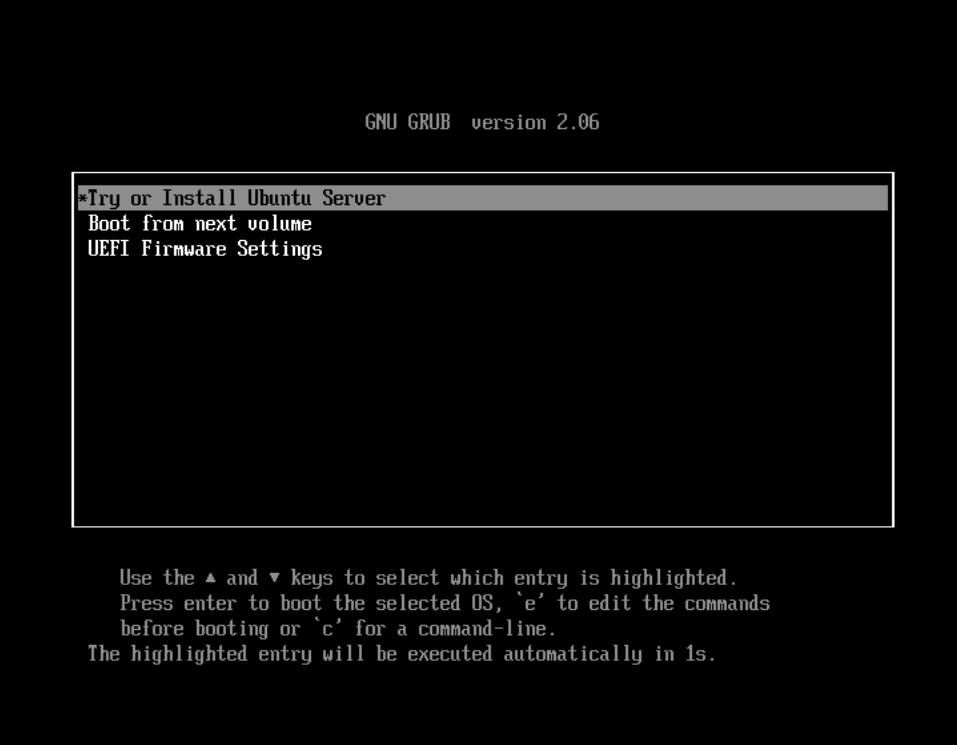 GNU GRUB  version 2.06
*Try or Install Ubuntu Server
Boot from next volume
UEFI Firmware Settings
Use the ▲ and ▼ keys to select which entry is highlighted.
Press enter to boot the selected OS, `e' to edit the commands
before booting or `c' for a command-line.
The highlighted entry will be executed automatically in 1s.